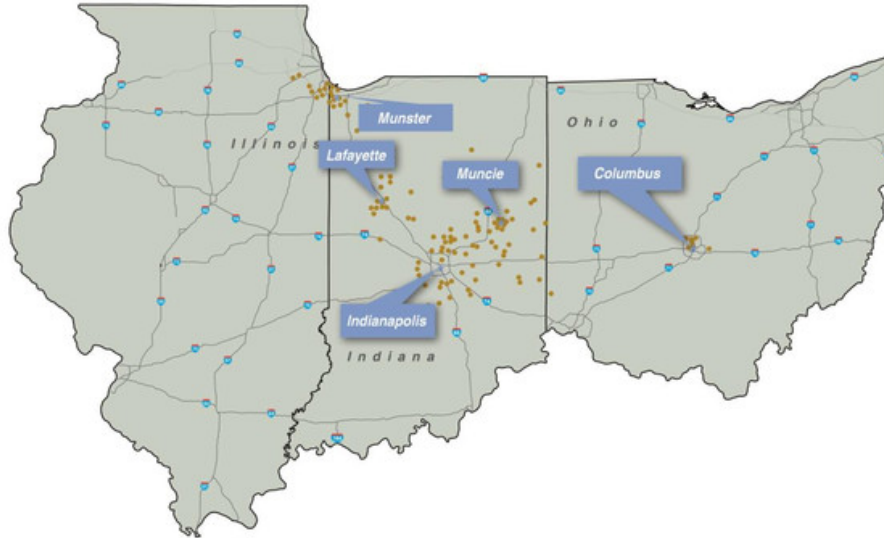 Munster
Ohio
Illinois
Lafayette
Muncie
Columbus
Indianapolis
Indiana